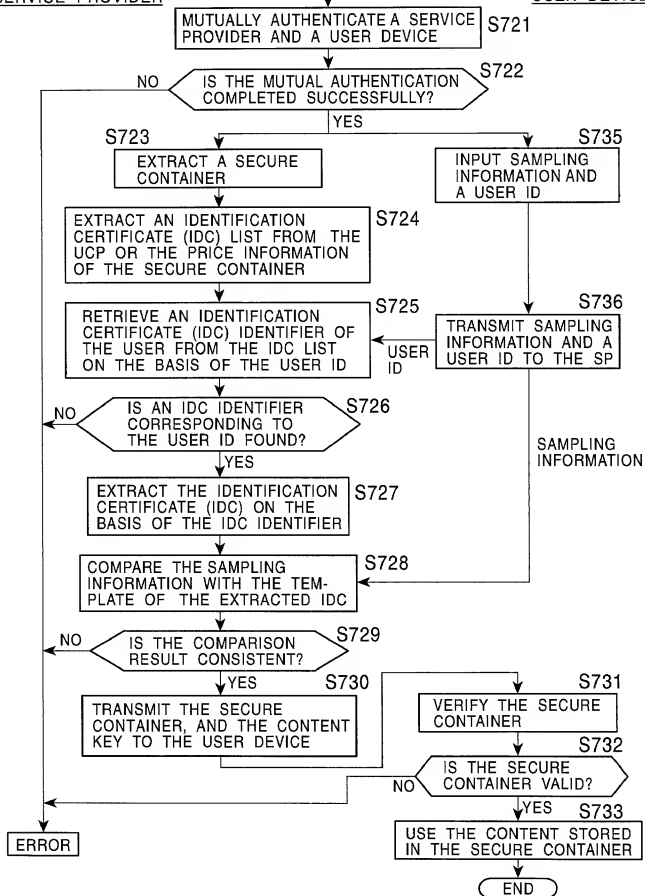 SERVICE PROVIDER
USER DEVICE
MUTUALLY AUTHENTICATE A SERVICE
PROVIDER AND A USER DEVICE
S721
S722
NO
IS THE MUTUAL AUTHENTICATION
COMPLETED SUCCESSFULLY?
YES
S723
EXTRACT A SECURE
CONTAINER
S735
INPUT SAMPLING
INFORMATION AND
A USER ID
S724
EXTRACT AN IDENTIFICATION
CERTIFICATE (IDC) LIST FROM THE
UCP OR THE PRICE INFORMATION
OF THE SECURE CONTAINER
S725
RETRIEVE AN IDENTIFICATION
CERTIFICATE (IDC) IDENTIFIER OF
THE USER FROM THE IDC LIST
ON THE BASIS OF THE USER ID
USER
ID
S736
TRANSMIT SAMPLING
INFORMATION AND A
USER ID TO THE SP
S726
NO
IS AN IDC IDENTIFIER
CORRESPONDING TO
THE USER ID FOUND?
YES
SAMPLING
INFORMATION
S727
EXTRACT THE IDENTIFICATION
CERTIFICATE (IDC) ON THE
BASIS OF THE IDC IDENTIFIER
S728
COMPARE THE SAMPLING
INFORMATION WITH THE TEM-
PLATE OF THE EXTRACTED IDC
S729
NO
IS THE COMPARISON
RESULT CONSISTENT?
YES
S730
TRANSMIT THE SECURE
CONTAINER, AND THE CONTENT
KEY TO THE USER DEVICE
S731
VERIFY THE SECURE
CONTAINER
S732
IS THE SECURE
CONTAINER VALID?
NO
YES
S733
USE THE CONTENT STORED
IN THE SECURE CONTAINER
ERROR
END